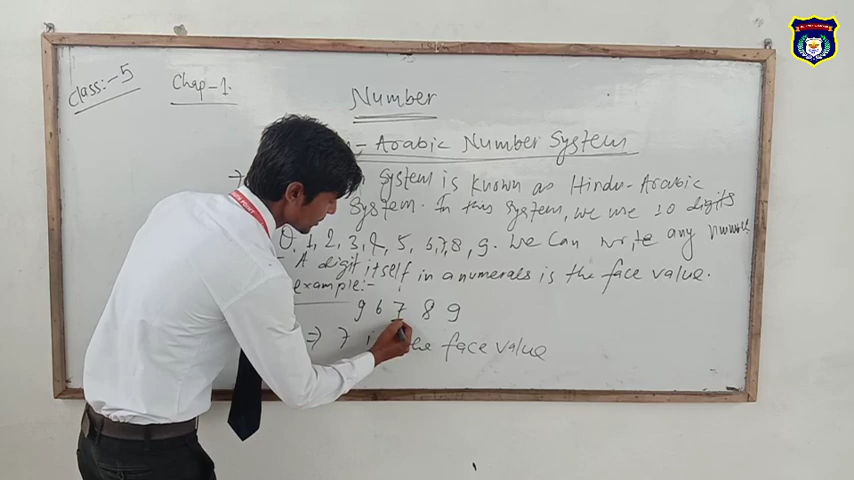 Class:-5
Chap-1.
Number
i- Arabic Number System
System is Known as Hindu-Arabic
System. In this System, we use 10 digits
0, 1, 2, 3, 4, 5, 6, 7, 8, 9. We Can write any
A digit itself in a numerals is the face value.
example:-
9 6 7 8 9
⇒ 7 the face value